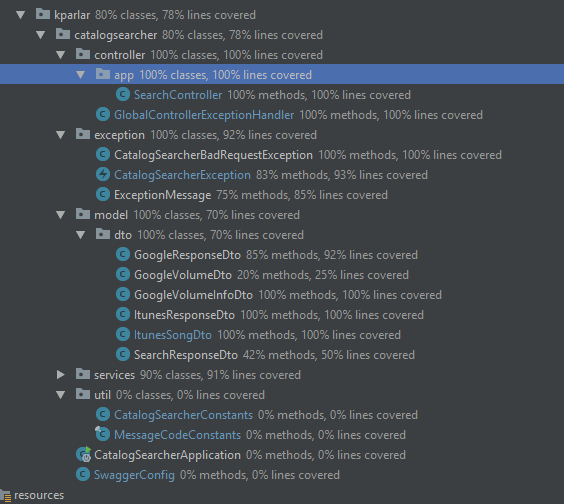 kparlar 80% classes, 78% lines covered
catalogsearcher 80% classes, 78% lines covered
controller 100% classes, 100% lines covered
app 100% classes, 100% lines covered
SearchController 100% methods, 100% lines covered
GlobalControllerExceptionHandler 100% methods, 100% lines covered
exception 100% classes, 92% lines covered
CatalogSearcherBadRequestException 100% methods, 100% lines covered
CatalogSearcherException 83% methods, 93% lines covered
ExceptionMessage 75% methods, 85% lines covered
model 100% classes, 70% lines covered
dto 100% classes, 70% lines covered
GoogleResponseDto 85% methods, 92% lines covered
GoogleVolumeDto 20% methods, 25% lines covered
GoogleVolumeInfoDto 100% methods, 100% lines covered
ItunesResponseDto 100% methods, 100% lines covered
ItunesSongDto 100% methods, 100% lines covered
SearchResponseDto 42% methods, 50% lines covered
services 90% classes, 91% lines covered
util 0% classes, 0% lines covered
CatalogSearcherConstants 0% methods, 0% lines covered
MessageCodeConstants 0% methods, 0% lines covered
CatalogSearcherApplication 0% methods, 0% lines covered
SwaggerConfig 0% methods, 0% lines covered
resources